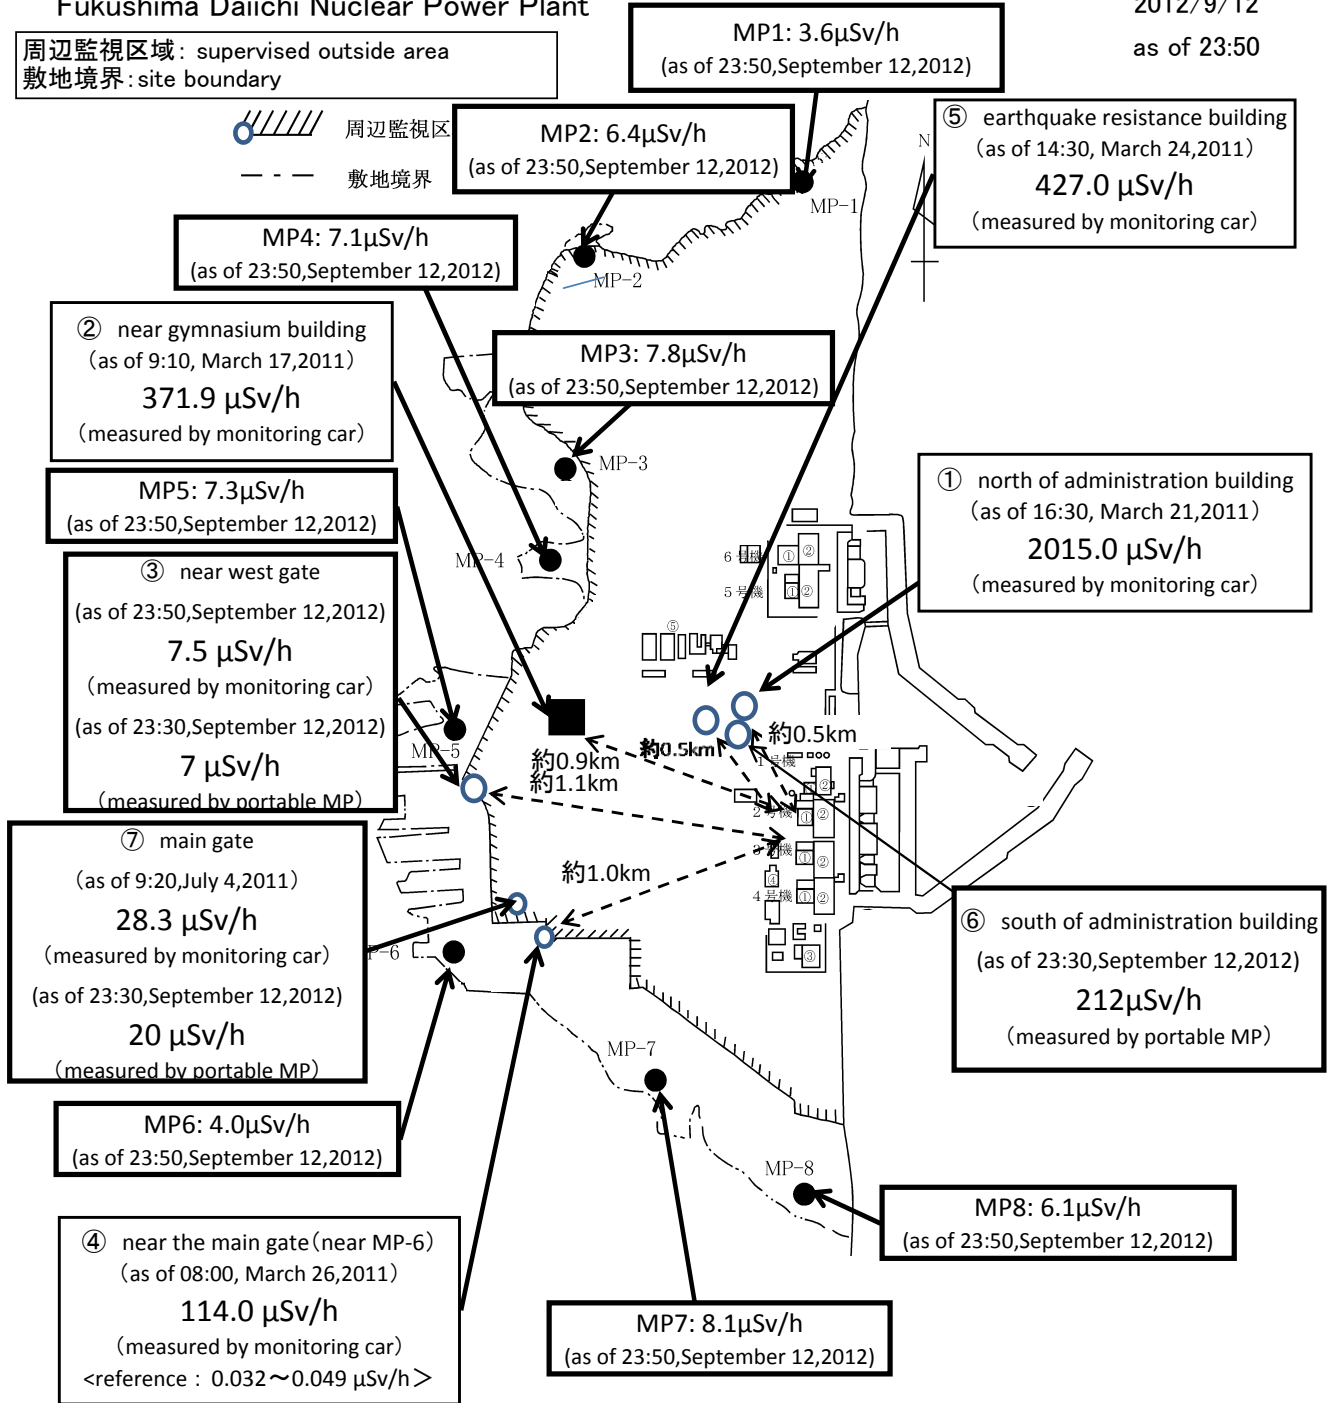 Fukushima Daiichi Nuclear Power Plant
2012/9/12
as of 23:50
周辺監視区域: supervised outside area
敷地境界:site boundary
周辺監視区
敷地境界
MP1: 3.6μSv/h
(as of 23:50,September 12,2012)
MP2: 6.4μSv/h
(as of 23:50,September 12,2012)
⑤ earthquake resistance building
(as of 14:30, March 24,2011)
427.0 μSv/h
(measured by monitoring car)
N
MP-1
MP4: 7.1μSv/h
(as of 23:50,September 12,2012)
MP-2
② near gymnasium building
(as of 9:10, March 17,2011)
371.9 μSv/h
(measured by monitoring car)
MP3: 7.8μSv/h
(as of 23:50,September 12,2012)
MP-3
MP5: 7.3μSv/h
(as of 23:50,September 12,2012)
① north of administration building
(as of 16:30, March 21,2011)
2015.0 μSv/h
(measured by monitoring car)
MP-4
6号機
① ②
5号機
① ②
③ near west gate
(as of 23:50,September 12,2012)
7.5 μSv/h
(measured by monitoring car)
(as of 23:30,September 12,2012)
7 μSv/h
(measured by portable MP)
⑤
MP-5
約0.9km
約1.1km
約0.5km
約0.5km
1号機
②
2号機
① ②
3号機
① ②
④
4号機
① ②
③
約1.0km
⑦ main gate
(as of 9:20,July 4,2011)
28.3 μSv/h
(measured by monitoring car)
(as of 23:30,September 12,2012)
20 μSv/h
(measured by portable MP)
P-6
⑥ south of administration building
(as of 23:30,September 12,2012)
212μSv/h
(measured by portable MP)
MP-7
MP6: 4.0μSv/h
(as of 23:50,September 12,2012)
MP-8
MP8: 6.1μSv/h
(as of 23:50,September 12,2012)
④ near the main gate(near MP-6)
(as of 08:00, March 26,2011)
114.0 μSv/h
(measured by monitoring car)
<reference : 0.032~0.049 μSv/h>
MP7: 8.1μSv/h
(as of 23:50,September 12,2012)